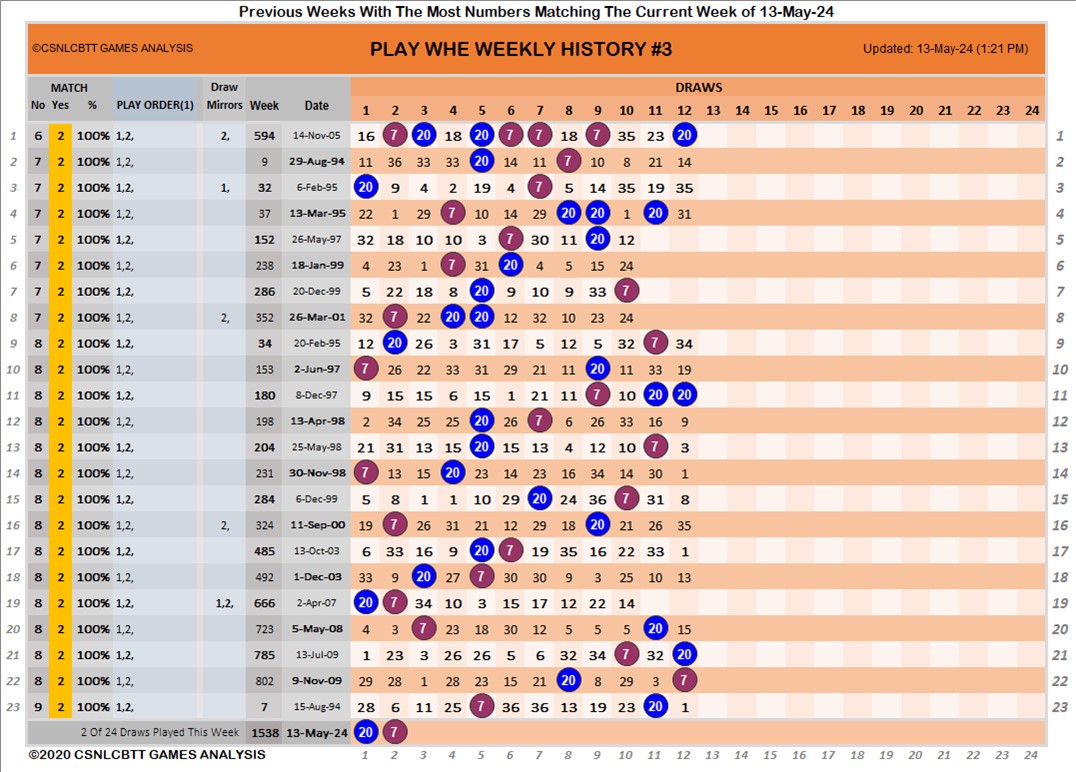 Previous Weeks With The Most Numbers Matching The Current Week of 13-May-24
©CSNLCBTT GAMES ANALYSIS PLAY WHE WEEKLY HISTORY #3 Updated: 13-May-24 (1:21 PM)
MATCH Draw DRAWS
No Yes % PLAY ORDER(1) Mirrors Week Date 1 2 3 4 5 6 7 8 9 10 11 12 13 14 15 16 17 18 19 20 21 22 23 24
1 6 2 100% 1,2, 2, 594 14-Nov-05 16 7 20 18 20 7 7 18 9 35 23 20 1
2 7 2 100% 1,2, 9 29-Aug-94 11 36 33 33 20 14 11 7 10 8 21 14 2
3 7 2 100% 1,2, 1, 32 6-Feb-95 20 9 4 2 19 4 7 5 14 35 19 35 3
4 7 2 100% 1,2, 37 13-Mar-95 22 1 29 7 10 14 29 20 20 1 20 31 4
5 7 2 100% 1,2, 152 26-May-97 32 18 10 10 3 7 30 11 20 12 5
6 7 2 100% 1,2, 238 18-Jan-99 4 23 1 7 31 20 4 5 15 24 6
7 7 2 100% 1,2, 286 20-Dec-99 5 22 18 8 20 9 10 9 33 7 7
8 7 2 100% 1,2, 2, 352 26-Mar-01 32 7 22 20 20 12 32 10 23 24 8
9 8 2 100% 1,2, 34 20-Feb-95 12 20 26 3 31 17 5 12 5 32 7 34 9
10 8 2 100% 1,2, 153 2-Jun-97 7 26 22 33 31 29 21 11 20 11 33 19 10
11 8 2 100% 1,2, 180 8-Dec-97 9 15 15 6 15 1 21 11 7 10 20 20 11
12 8 2 100% 1,2, 198 13-Apr-98 2 34 25 25 20 26 7 6 26 33 16 9 12
13 8 2 100% 1,2, 204 25-May-98 21 31 13 15 20 15 13 4 12 10 7 3 13
14 8 2 100% 1,2, 231 30-Nov-98 7 13 15 20 23 14 23 16 34 14 30 1 14
15 8 2 100% 1,2, 284 6-Dec-99 5 8 1 1 10 29 20 24 36 7 31 8 15
16 8 2 100% 1,2, 2, 324 11-Sep-00 19 7 26 31 21 12 29 18 20 21 26 35 16
17 8 2 100% 1,2, 485 13-Oct-03 6 33 16 9 20 7 19 35 16 22 33 1 17
18 8 2 100% 1,2, 492 1-Dec-03 33 9 20 27 7 30 30 9 3 25 10 13 18
19 8 2 100% 1,2, 1,2, 666 2-Apr-07 20 7 34 10 3 15 17 12 22 14 19
20 8 2 100% 1,2, 723 5-May-08 4 3 7 23 18 30 12 5 5 5 20 15 20
21 8 2 100% 1,2, 785 13-Jul-09 1 23 3 26 26 5 6 32 34 7 32 20 21
22 8 2 100% 1,2, 802 9-Nov-09 29 28 1 28 23 15 21 20 8 29 3 7 22
23 9 2 100% 1,2, 7 15-Aug-94 28 6 11 25 7 36 36 13 19 23 20 1 23
2 Of 24 Draws Played This Week 1538 13-May-24 20 7
©2020 CSNLCBTT GAMES ANALYSIS 1 2 3 4 5 6 7 8 9 10 11 12 13 14 15 16 17 18 19 20 21 22 23 24